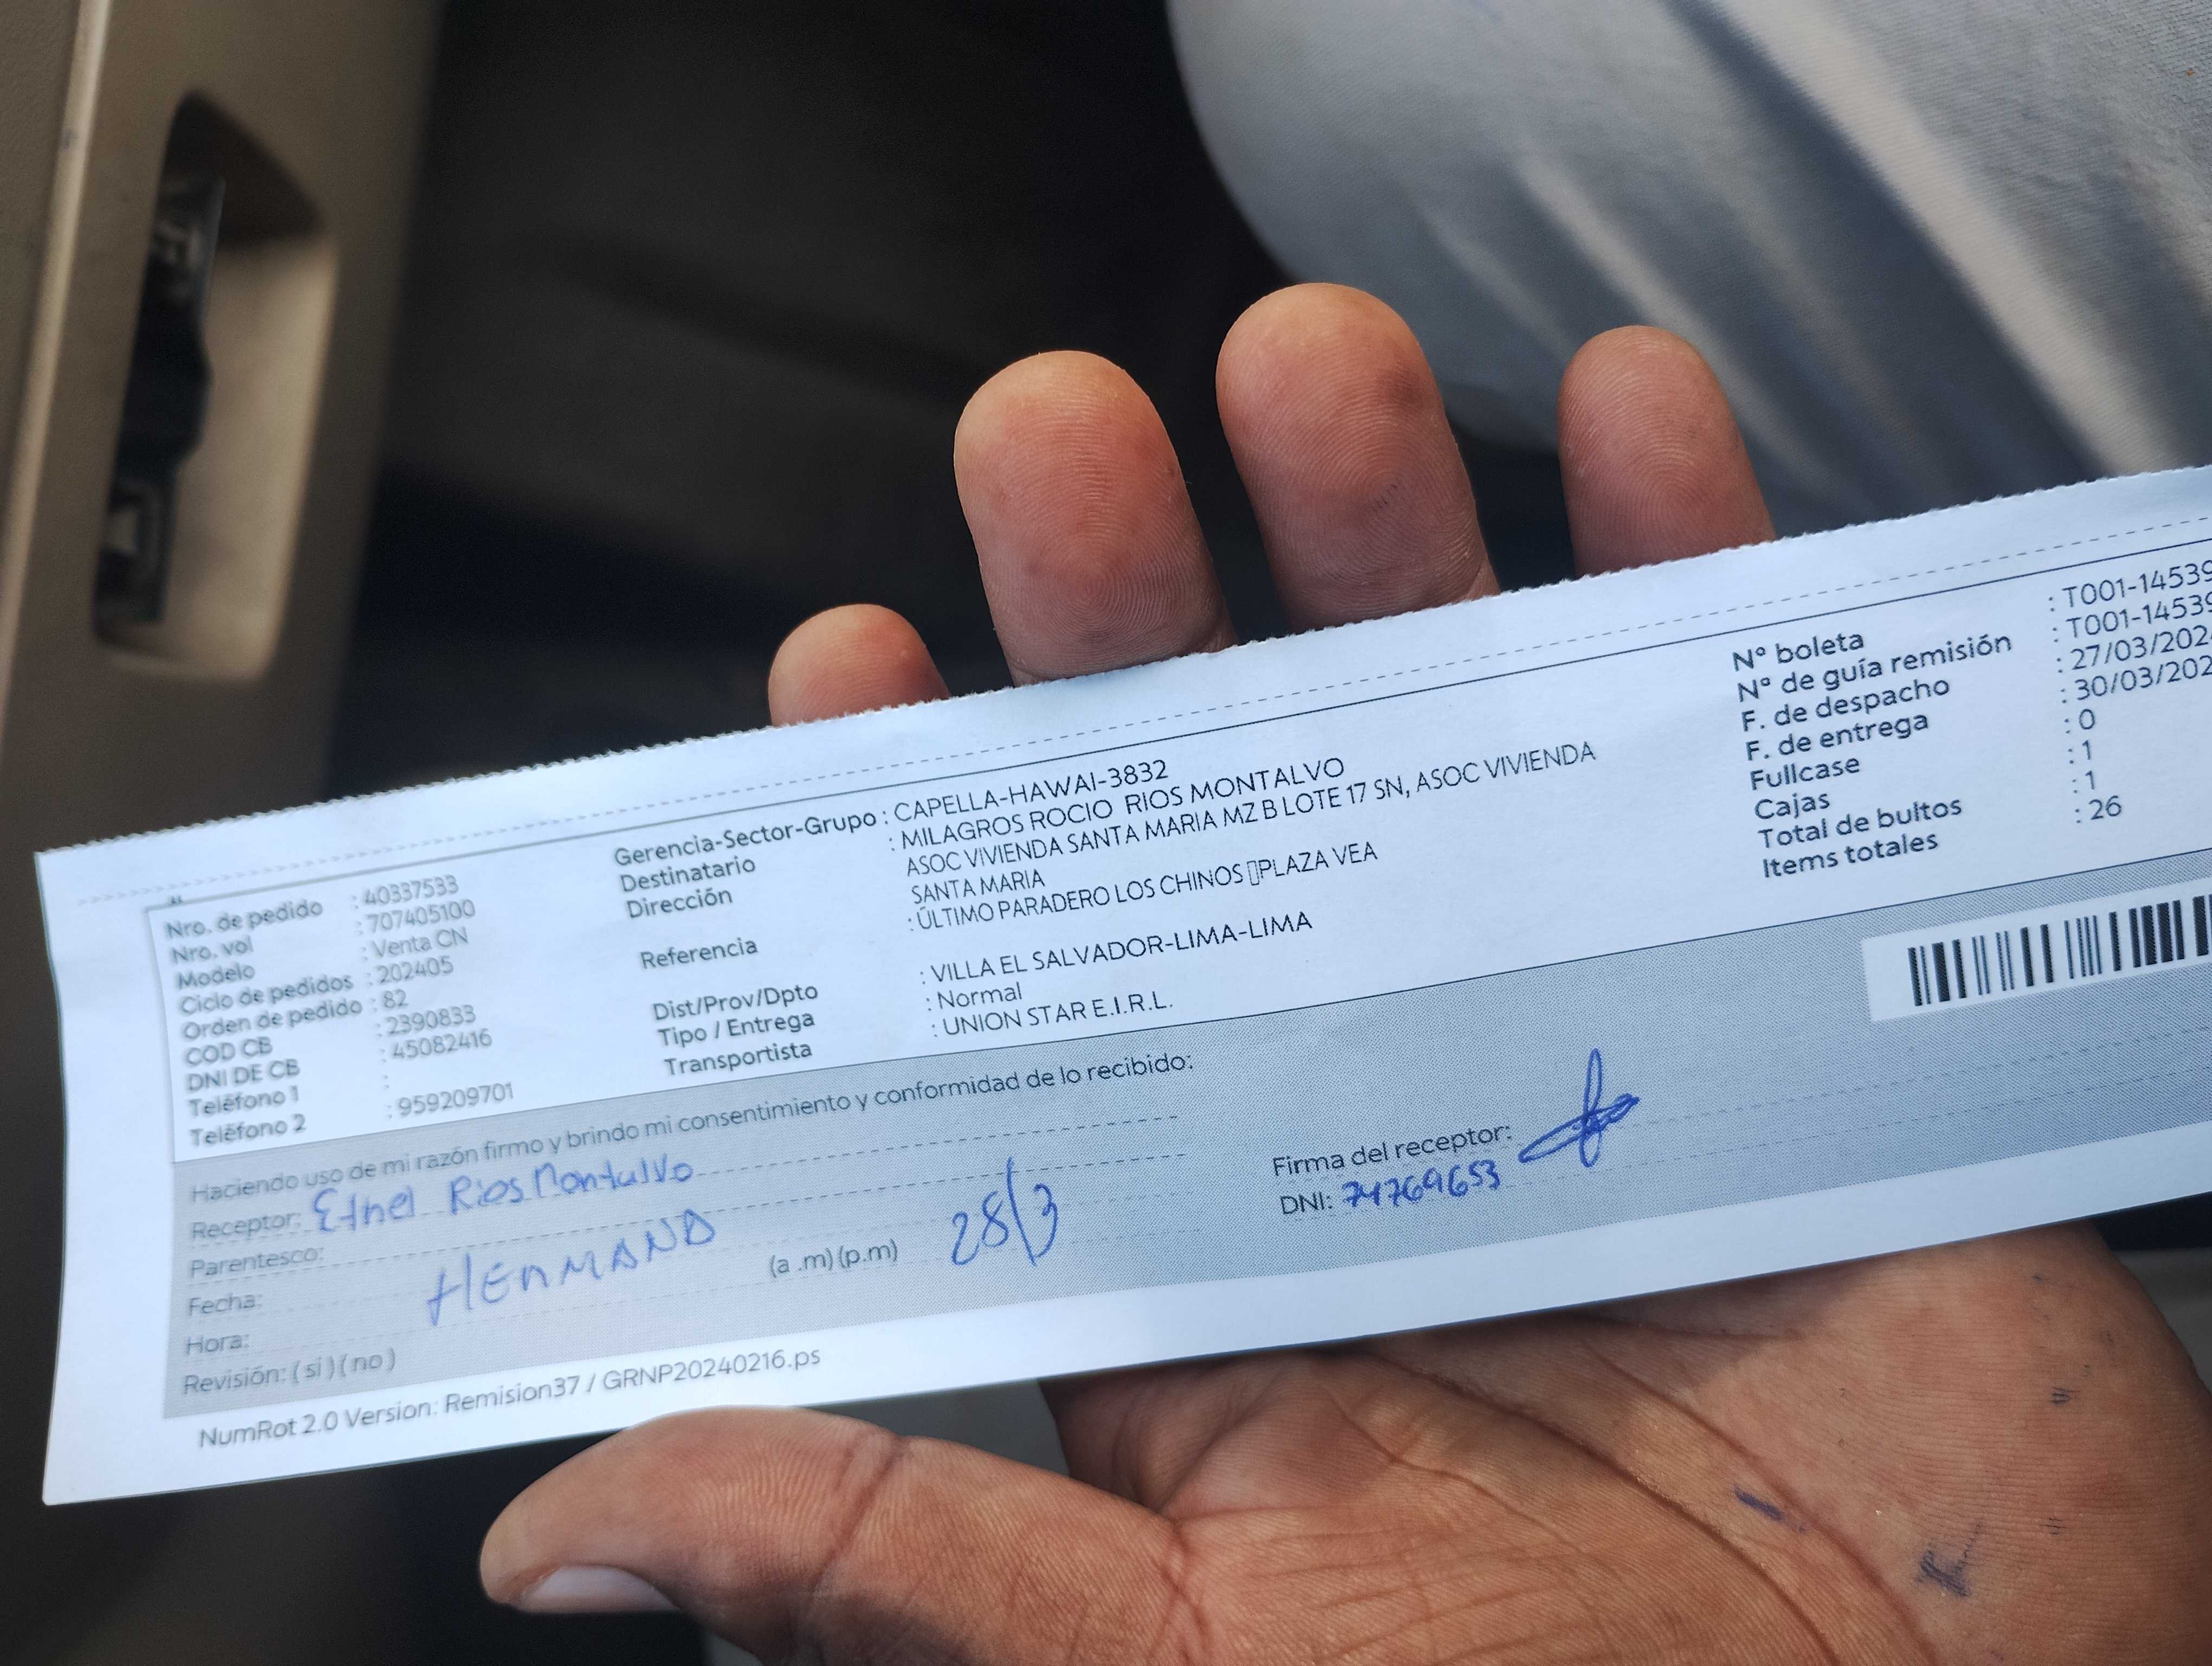 Nro. de pedido : 40337533
Nro. vol : 707405100
Modelo : Venta CN
Ciclo de pedidos : 202405
Orden de pedido : 82
COD CB : 2390833
DNI DE CB : 45082416
Teléfono 1 :
Teléfono 2 : 959209701
Gerencia-Sector-Grupo : CAPELLA-HAWAI-3832
Destinatario : MILAGROS ROCIO RIOS MONTALVO
Dirección ASOC VIVIENDA SANTA MARIA MZ B LOTE 17 SN, ASOC VIVIENDA
SANTA MARIA
Referencia : ÚLTIMO PARADERO LOS CHINOS ▯PLAZA VEA
Dist/Prov/Dpto : VILLA EL SALVADOR-LIMA-LIMA
Tipo / Entrega : Normal
Transportista : UNION STAR E.I.R.L.
N° boleta : T001-14539
N° de guía remisión : T001-14539
F. de despacho : 27/03/202
F. de entrega : 30/03/202
Fullcase : 0
Cajas : 1
Total de bultos : 1
Items totales : 26
Haciendo uso de mi razón firmo y brindo mi consentimiento y conformidad de lo recibido:
Receptor: Ethel Rios Montalvo
Parentesco: HERMANO
Fecha: 28/3
Hora: (a .m) (p.m)
Revisión: ( si ) ( no )
Firma del receptor:
DNI: 74769653
NumRot 2.0 Version: Remision37 / GRNP20240216.ps